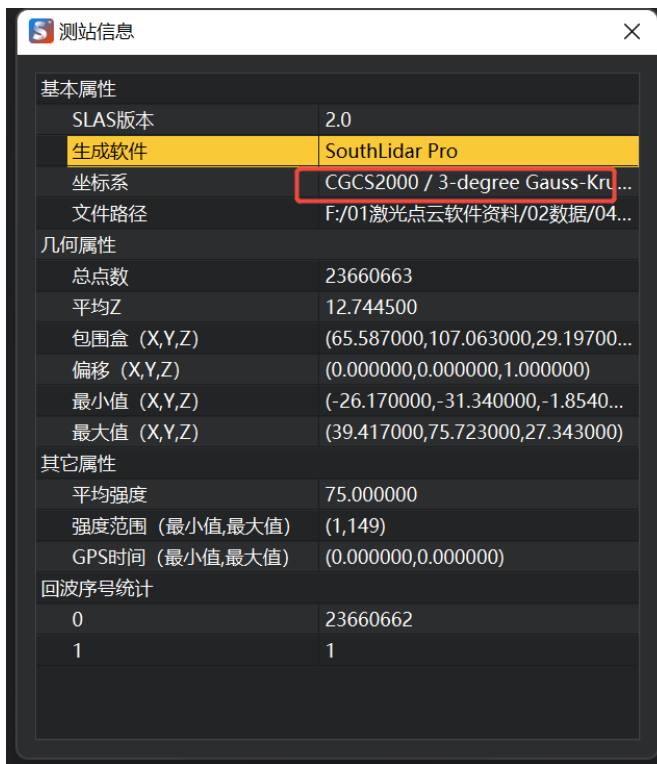 测站信息
基本属性
SLAS版本 2.0
生成软件 SouthLidar Pro
坐标系 CGCS2000 / 3-degree Gauss-Kru...
文件路径 F:/01激光点云软件资料/02数据/04...
几何属性
总点数 23660663
平均Z 12.744500
包围盒（X,Y,Z） (65.587000,107.063000,29.19700...
偏移（X,Y,Z） (0.000000,0.000000,1.000000)
最小值（X,Y,Z） (-26.170000,-31.340000,-1.8540...
最大值（X,Y,Z） (39.417000,75.723000,27.343000)
其它属性
平均强度 75.000000
强度范围（最小值,最大值） (1,149)
GPS时间（最小值,最大值） (0.000000,0.000000)
回波序号统计
0 23660662
1 1